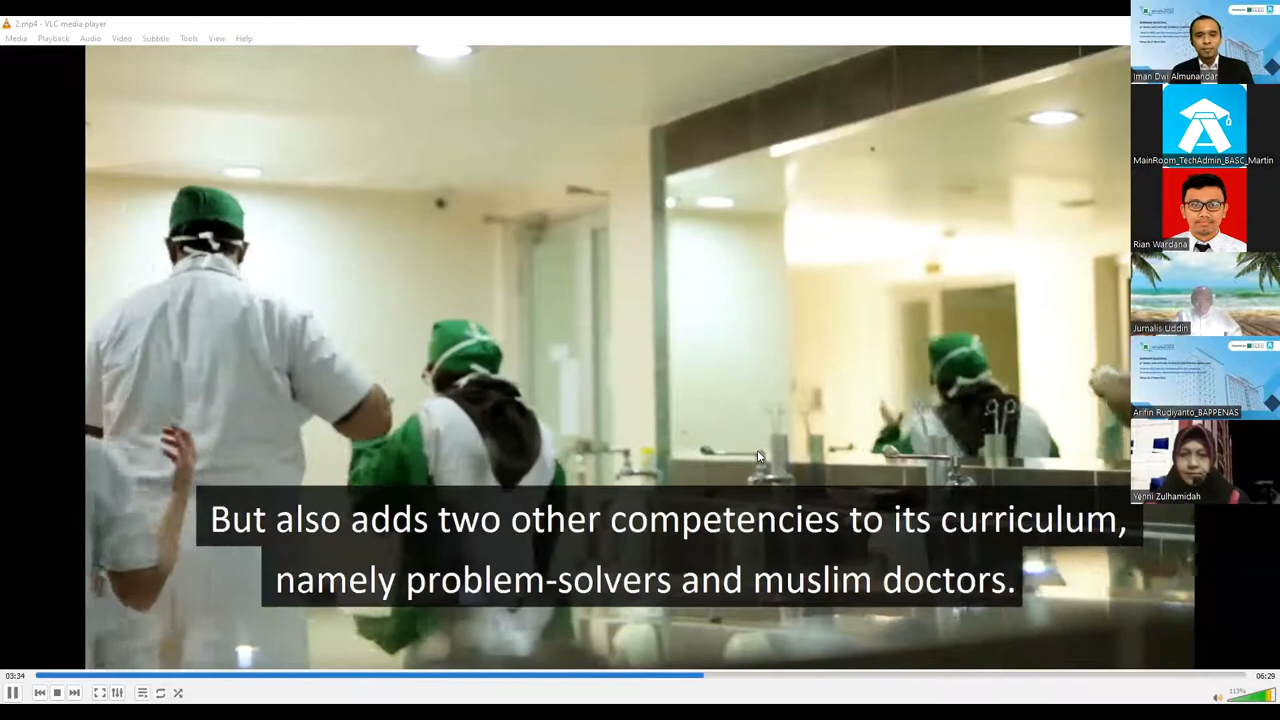 2.mp4 - VLC media player
Media Playback Audio Video Subtitle Tools View Help
Iman Dwi Almunandar
MainRoom_TechAdmin_BASC_Martin
Rian Wardana
Jurnalis Uddin
Arifin Rudiyanto_BAPPENAS
Yenni Zulhamidah
But also adds two other competencies to its curriculum,
namely problem-solvers and muslim doctors.
03:34
06:29
113%